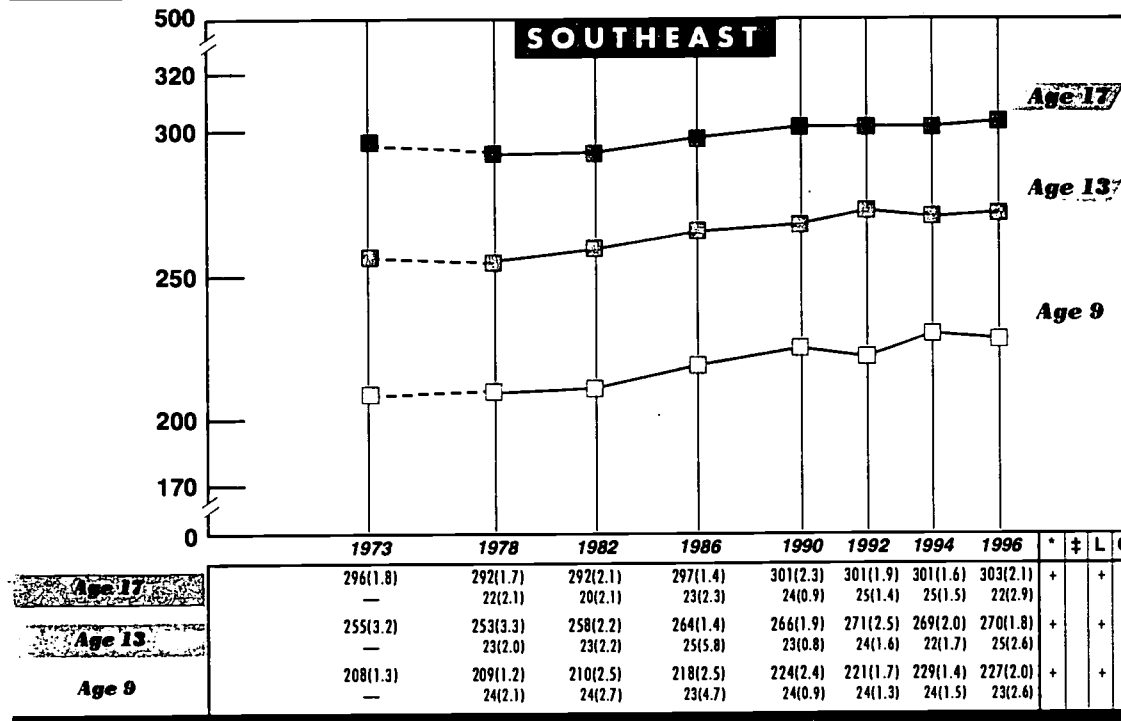 500
SOUTHEAST
320
Age 17
300
Age 13
250
Age 9
200
170
0
1973 1978 1982 1986 1990 1992 1994 1996 * ‡ L
Age 17 296(1.8) 292(1.7) 292(2.1) 297(1.4) 301(2.3) 301(1.9) 301(1.6) 303(2.1) + +
— 22(2.1) 20(2.1) 23(2.3) 24(0.9) 25(1.4) 25(1.5) 22(2.9)
Age 13 255(3.2) 253(3.3) 258(2.2) 264(1.4) 266(1.9) 271(2.5) 269(2.0) 270(1.8) + +
— 23(2.0) 23(2.2) 25(5.8) 23(0.8) 24(1.6) 22(1.7) 25(2.6)
Age 9 208(1.3) 209(1.2) 210(2.5) 218(2.5) 224(2.4) 221(1.7) 229(1.4) 227(2.0) + +
— 24(2.1) 24(2.7) 23(4.7) 24(0.9) 24(1.3) 24(1.5) 23(2.6)